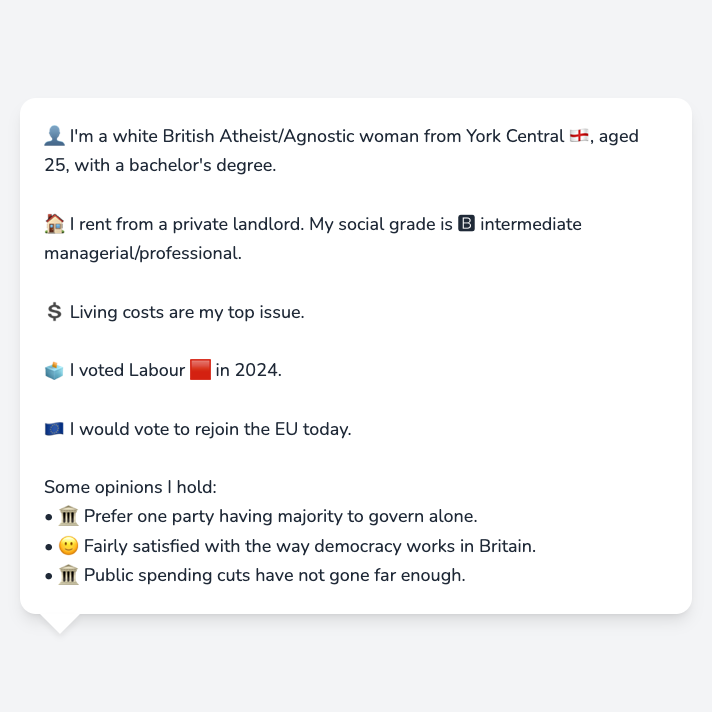 👤 I'm a white British Atheist/Agnostic woman from York Central 🏴󠁧󠁢󠁥󠁮󠁧󠁿, aged
25, with a bachelor's degree.
🏠 I rent from a private landlord. My social grade is 🅱 intermediate
managerial/professional.
💲 Living costs are my top issue.
🗳️ I voted Labour 🟥 in 2024.
🇪🇺 I would vote to rejoin the EU today.
Some opinions I hold:
• 🏛️ Prefer one party having majority to govern alone.
• 🙂 Fairly satisfied with the way democracy works in Britain.
• 🏛️ Public spending cuts have not gone far enough.